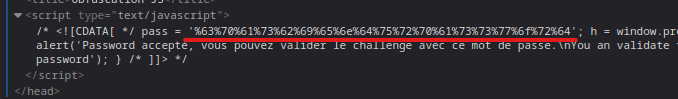 <title>Obfuscation JS</title>
<script type="text/javascript">
/* <![CDATA[ */ pass = '%63%70%61%73%62%69%65%6e%64%75%72%70%61%73%73%77%6f%72%64'; h = window.pro
alert('Password accepté, vous pouvez valider le challenge avec ce mot de passe.\nYou an validate
password'); } /* ]]> */
</script>
</head>